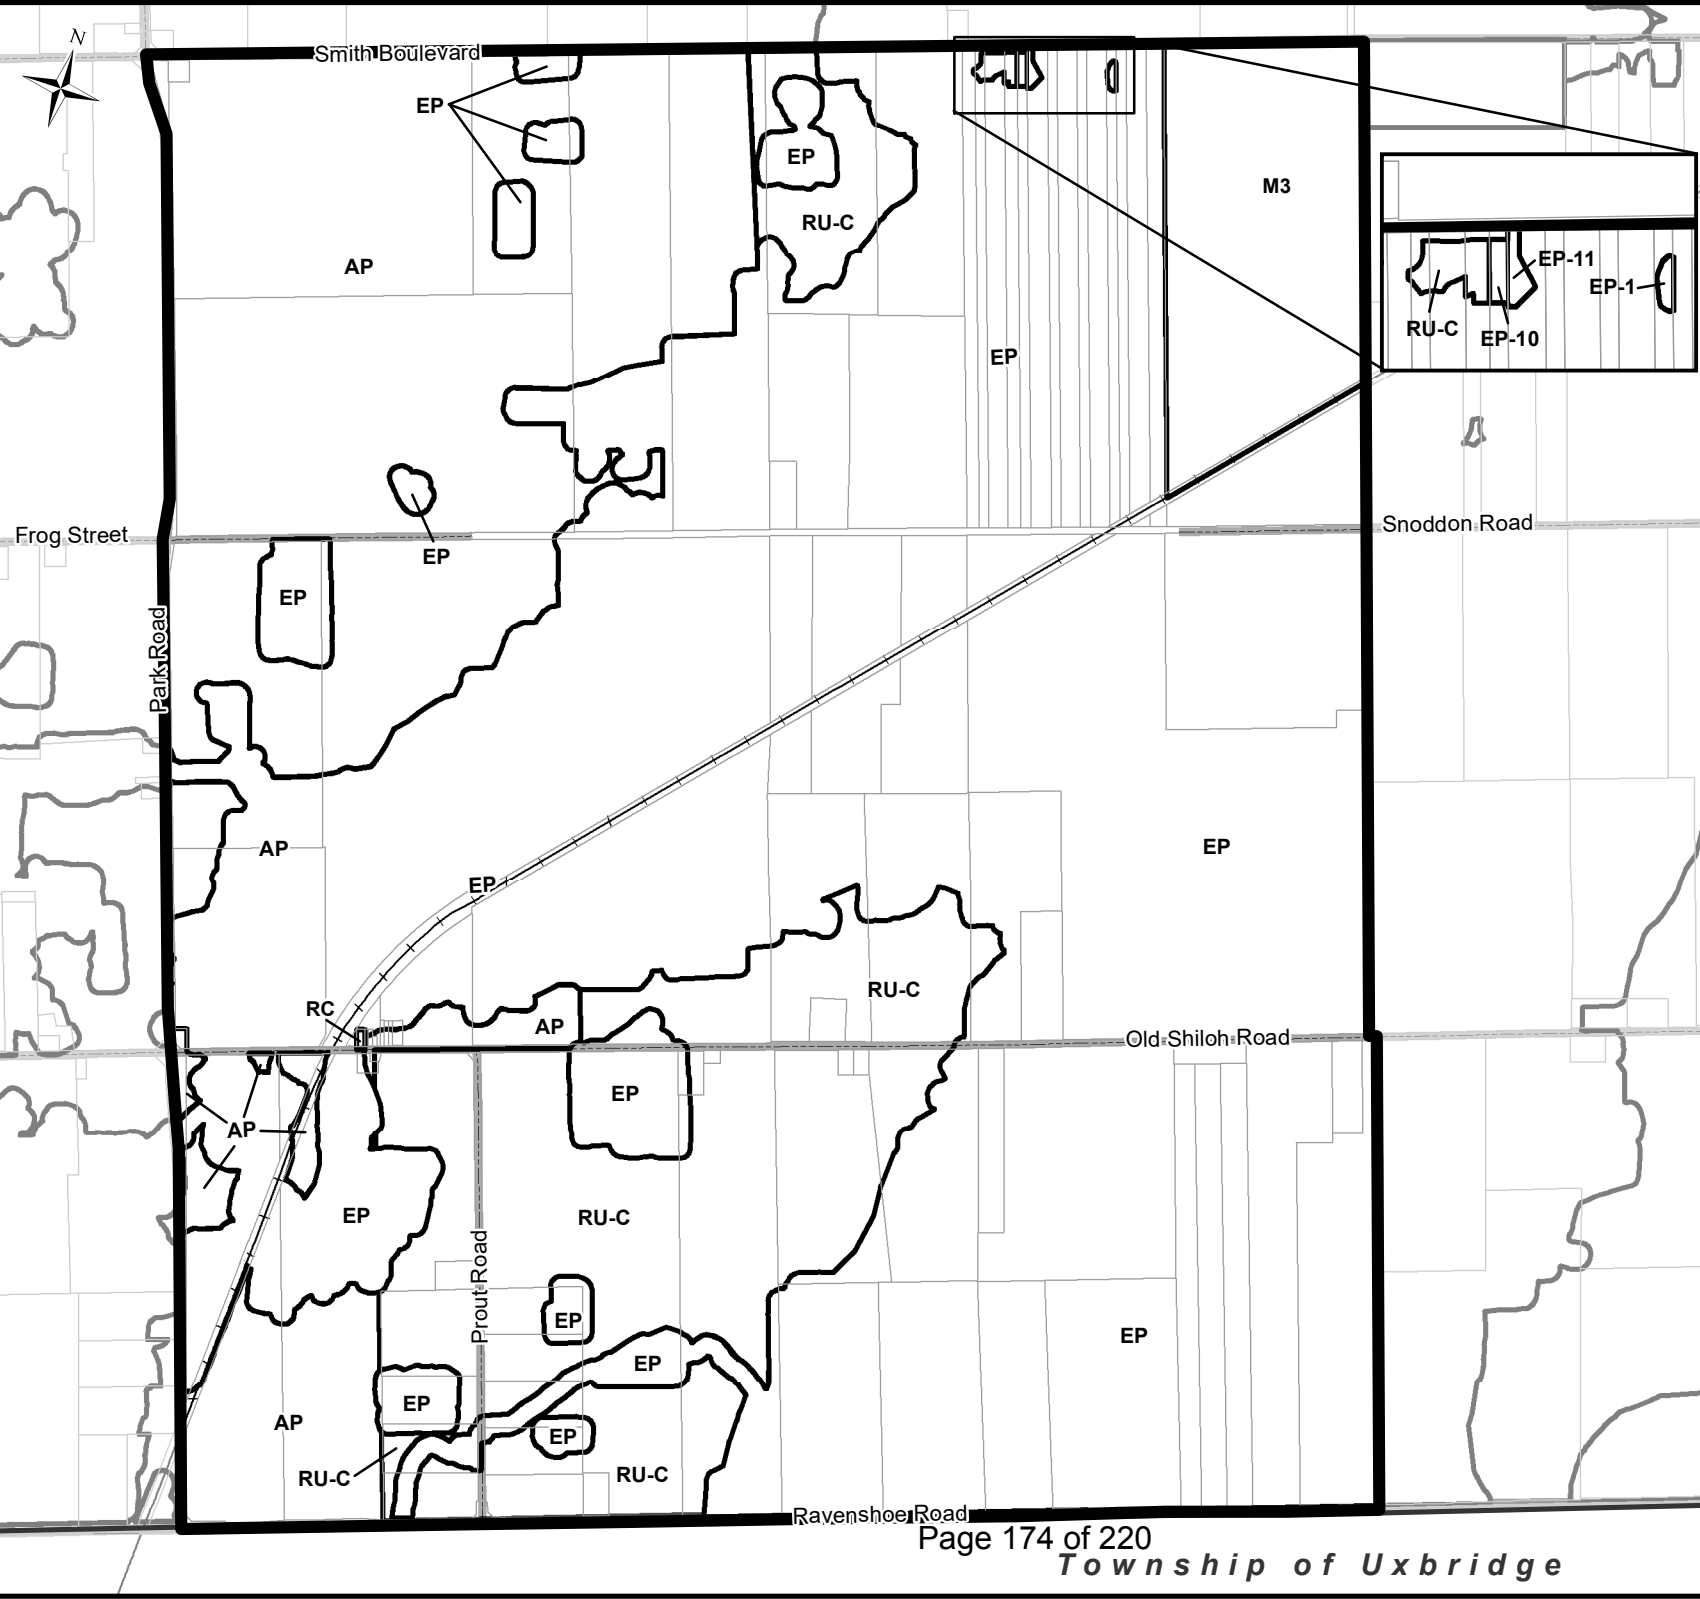 N
Smith Boulevard
EP
EP
M3
RU-C
EP-11
AP
EP-1
RU-C
EP-10
EP
Frog Street
Snoddon Road
EP
EP
Park Road
AP
EP
EP
RU-C
RC
AP
Old Shiloh Road
EP
AP
EP
RU-C
Prout Road
EP
EP
EP
EP
AP
EP
RU-C
RU-C
Ravenshoe Road
Page 174 of 220
Township of Uxbridge